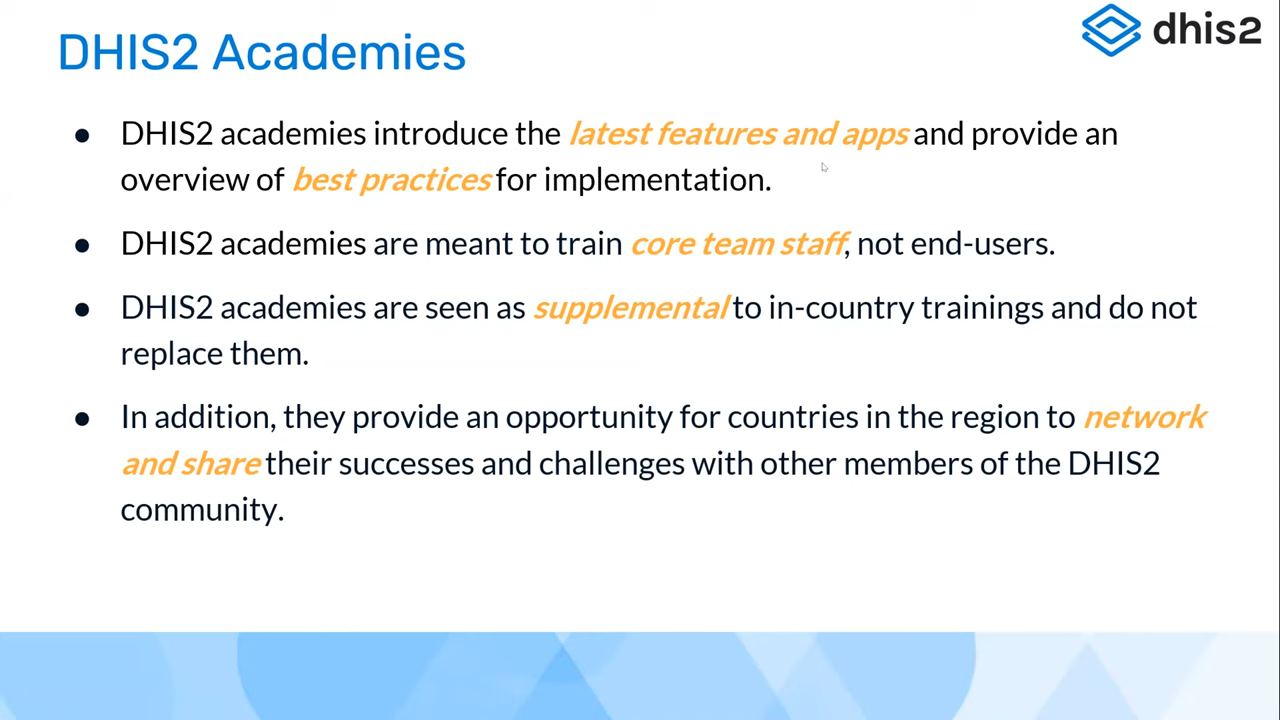 DHIS2 Academies
dhis2
● DHIS2 academies introduce the latest features and apps and provide an
overview of best practices for implementation.
● DHIS2 academies are meant to train core team staff, not end-users.
● DHIS2 academies are seen as supplemental to in-country trainings and do not
replace them.
● In addition, they provide an opportunity for countries in the region to network
and share their successes and challenges with other members of the DHIS2
community.